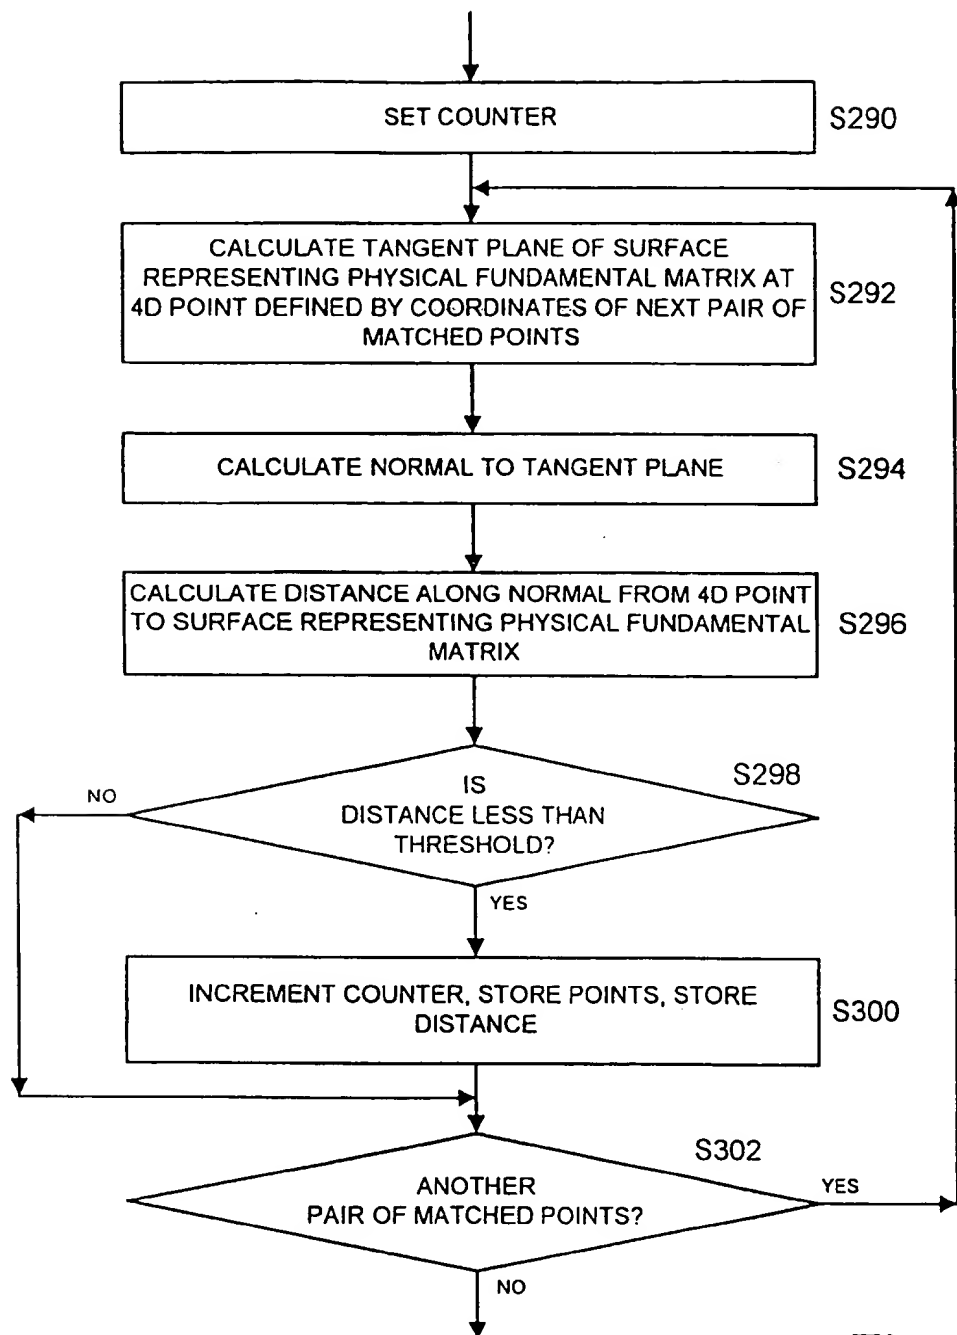 SET COUNTER
S290
CALCULATE TANGENT PLANE OF SURFACE
REPRESENTING PHYSICAL FUNDAMENTAL MATRIX AT
4D POINT DEFINED BY COORDINATES OF NEXT PAIR OF
MATCHED POINTS
S292
CALCULATE NORMAL TO TANGENT PLANE
S294
CALCULATE DISTANCE ALONG NORMAL FROM 4D POINT
TO SURFACE REPRESENTING PHYSICAL FUNDAMENTAL
MATRIX
S296
S298
IS
DISTANCE LESS THAN
THRESHOLD?
NO
YES
INCREMENT COUNTER, STORE POINTS, STORE
DISTANCE
S300
S302
ANOTHER
PAIR OF MATCHED POINTS?
YES
NO